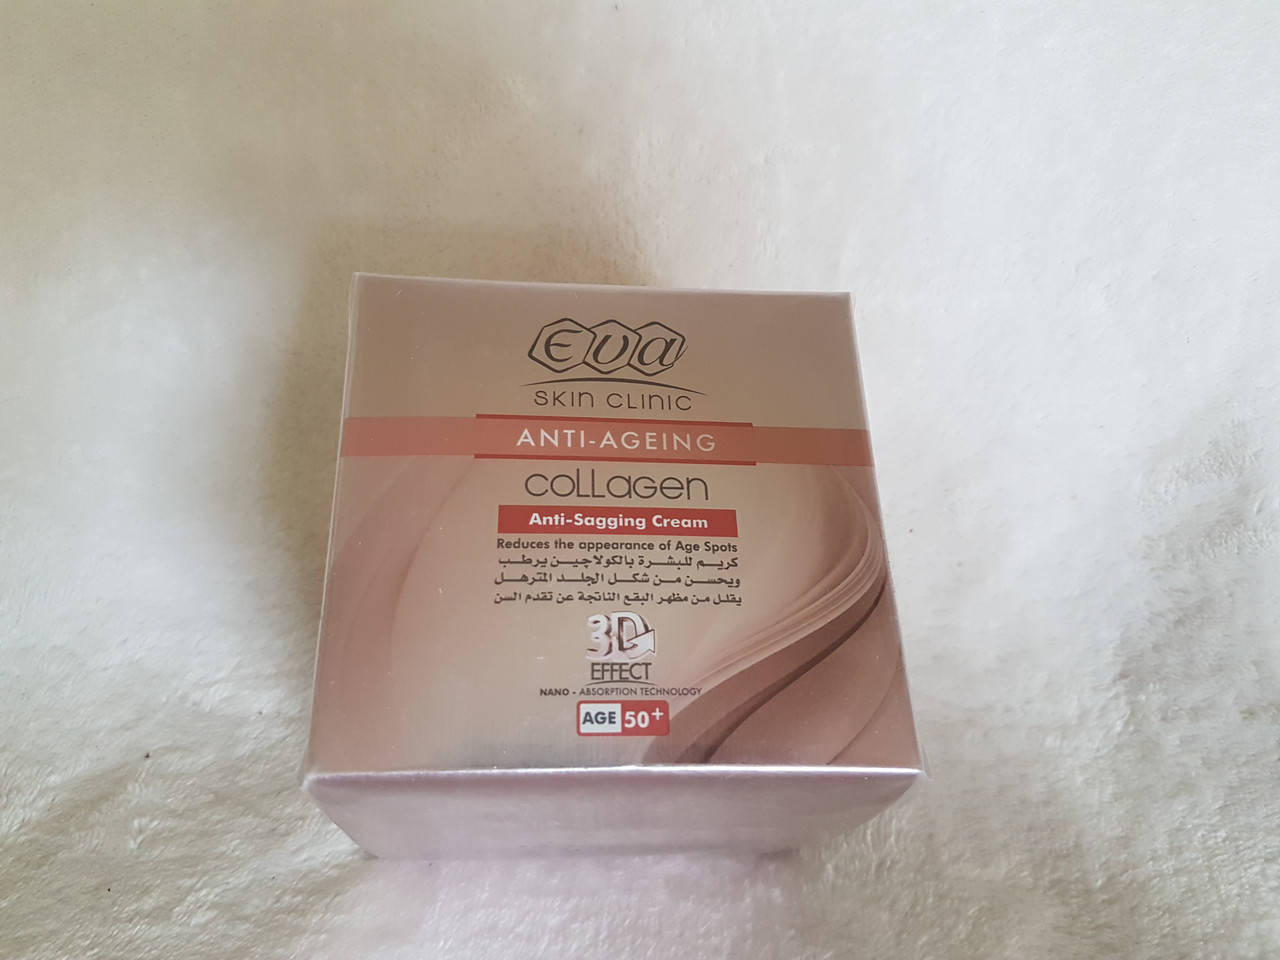 Eva
SKIN CLINIC
ANTI-AGEING
coLLagen
Anti-Sagging Cream
Reduces the appearance of Age Spots
كريم للبشرة بالكولاچين يرطب
ويحسن من شكل الجلد المترهل
يقلل من مظهر البقع الناتجة عن تقدم السن
3D
EFFECT
NANO - ABSORPTION TECHNOLOGY
AGE 50+